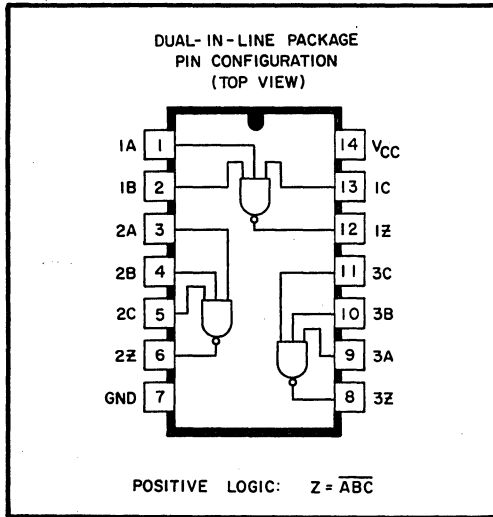 DUAL-IN-LINE PACKAGE
PIN CONFIGURATION
(TOP VIEW)
1A 1 14 VCC
1B 2 13 1C
2A 3 12 1Z
2B 4 11 3C
2C 5 10 3B
2Z 6 9 3A
GND 7 8 3Z
POSITIVE LOGIC: Z = \overline{ABC}